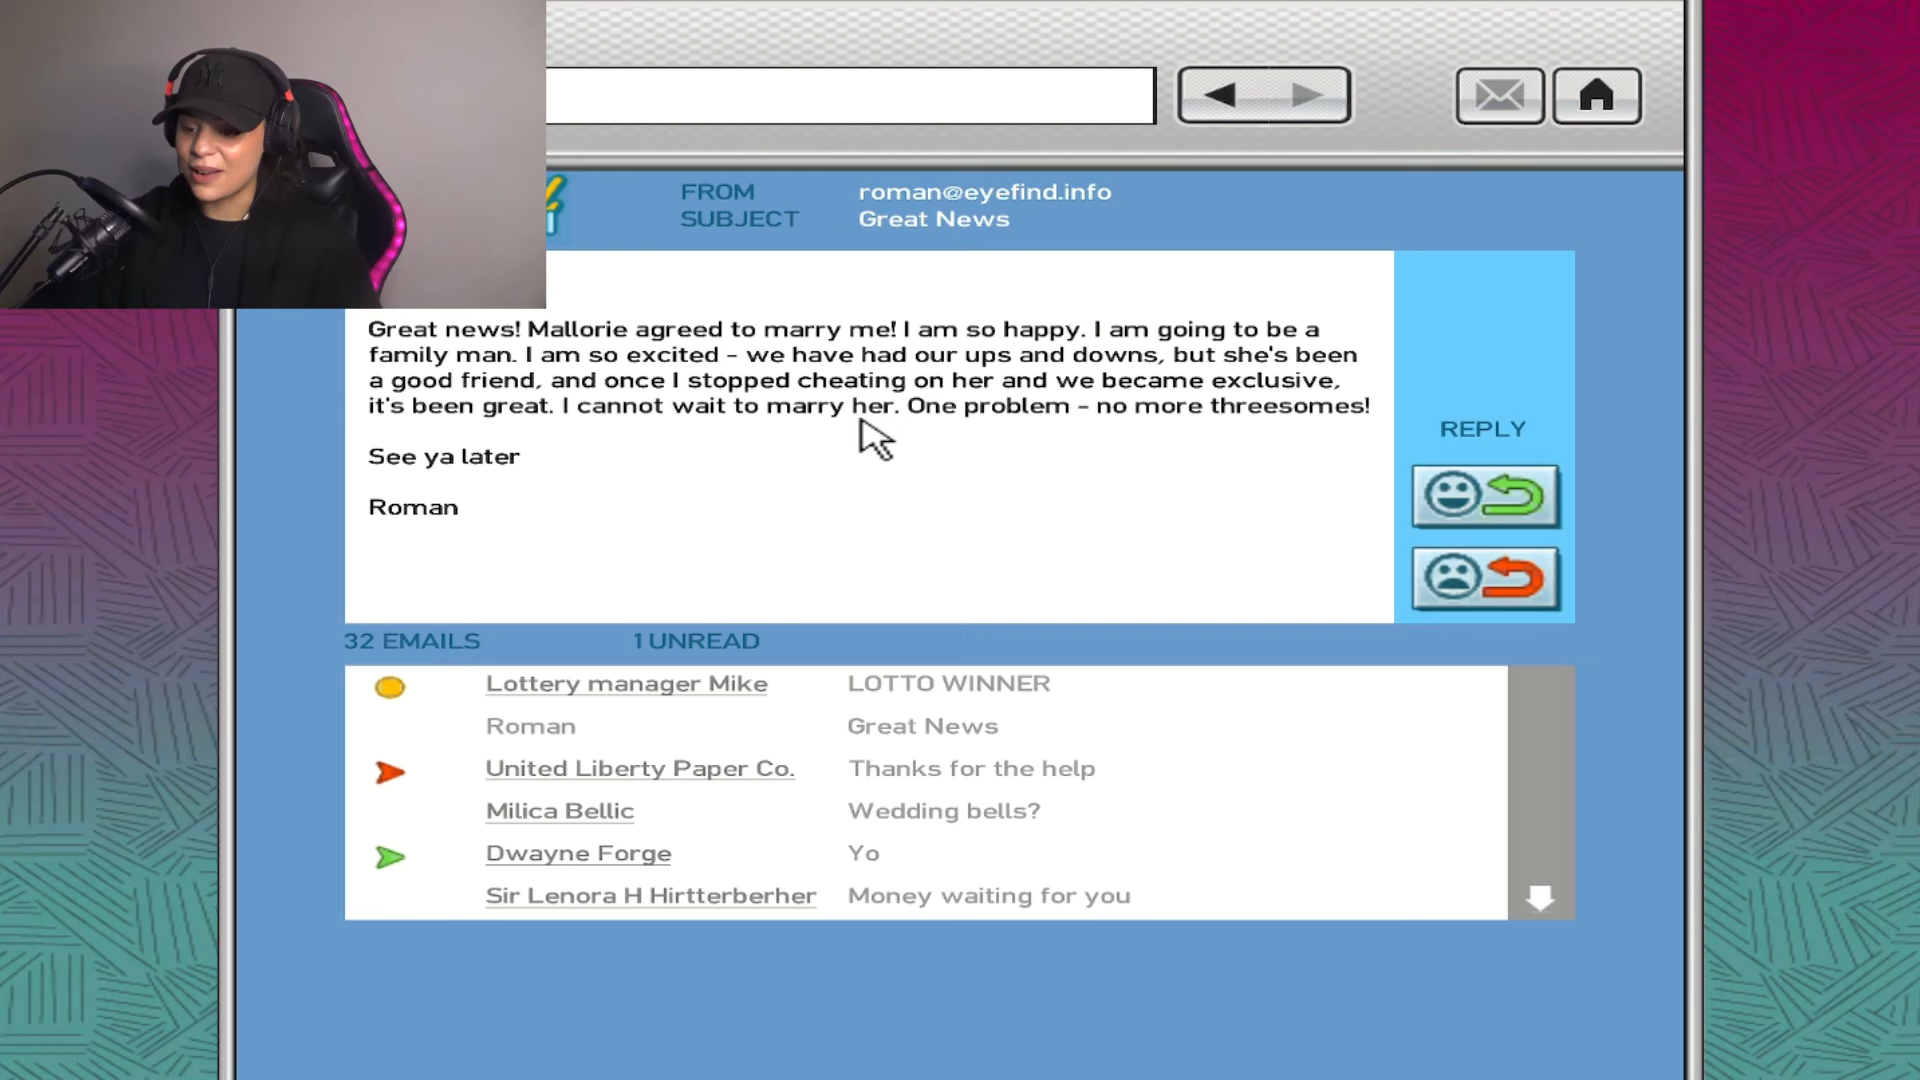 FROM roman@eyefind.info
SUBJECT Great News
Great news! Mallorie agreed to marry me! I am so happy. I am going to be a
family man. I am so excited - we have had our ups and downs, but she's been
a good friend, and once I stopped cheating on her and we became exclusive,
it's been great. I cannot wait to marry her. One problem - no more threesomes!
See ya later
Roman
REPLY
32 EMAILS 1 UNREAD
Lottery manager Mike LOTTO WINNER
Roman Great News
United Liberty Paper Co. Thanks for the help
Milica Bellic Wedding bells?
Dwayne Forge Yo
Sir Lenora H Hirtterberher Money waiting for you